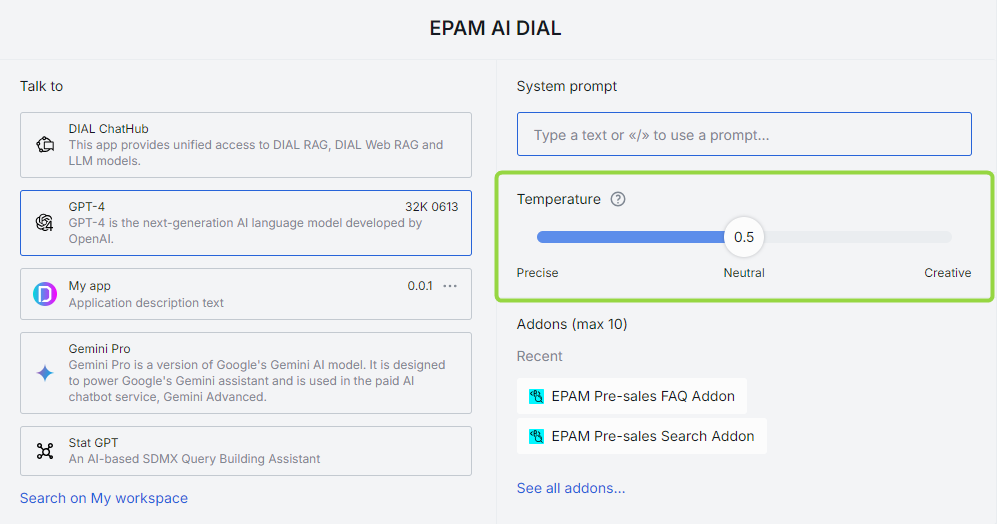 EPAM AI DIAL
Talk to
DIAL ChatHub
This app provides unified access to DIAL RAG, DIAL Web RAG and
LLM models.
GPT-4 32K 0613
GPT-4 is the next-generation AI language model developed by
OpenAI.
My app 0.0.1 ···
Application description text
Gemini Pro
Gemini Pro is a version of Google's Gemini AI model. It is designed
to power Google's Gemini assistant and is used in the paid AI
chatbot service, Gemini Advanced.
Stat GPT
An AI-based SDMX Query Building Assistant
Search on My workspace
System prompt
Type a text or «/» to use a prompt...
Temperature ?
0.5
Precise Neutral Creative
Addons (max 10)
Recent
EPAM Pre-sales FAQ Addon
EPAM Pre-sales Search Addon
See all addons...